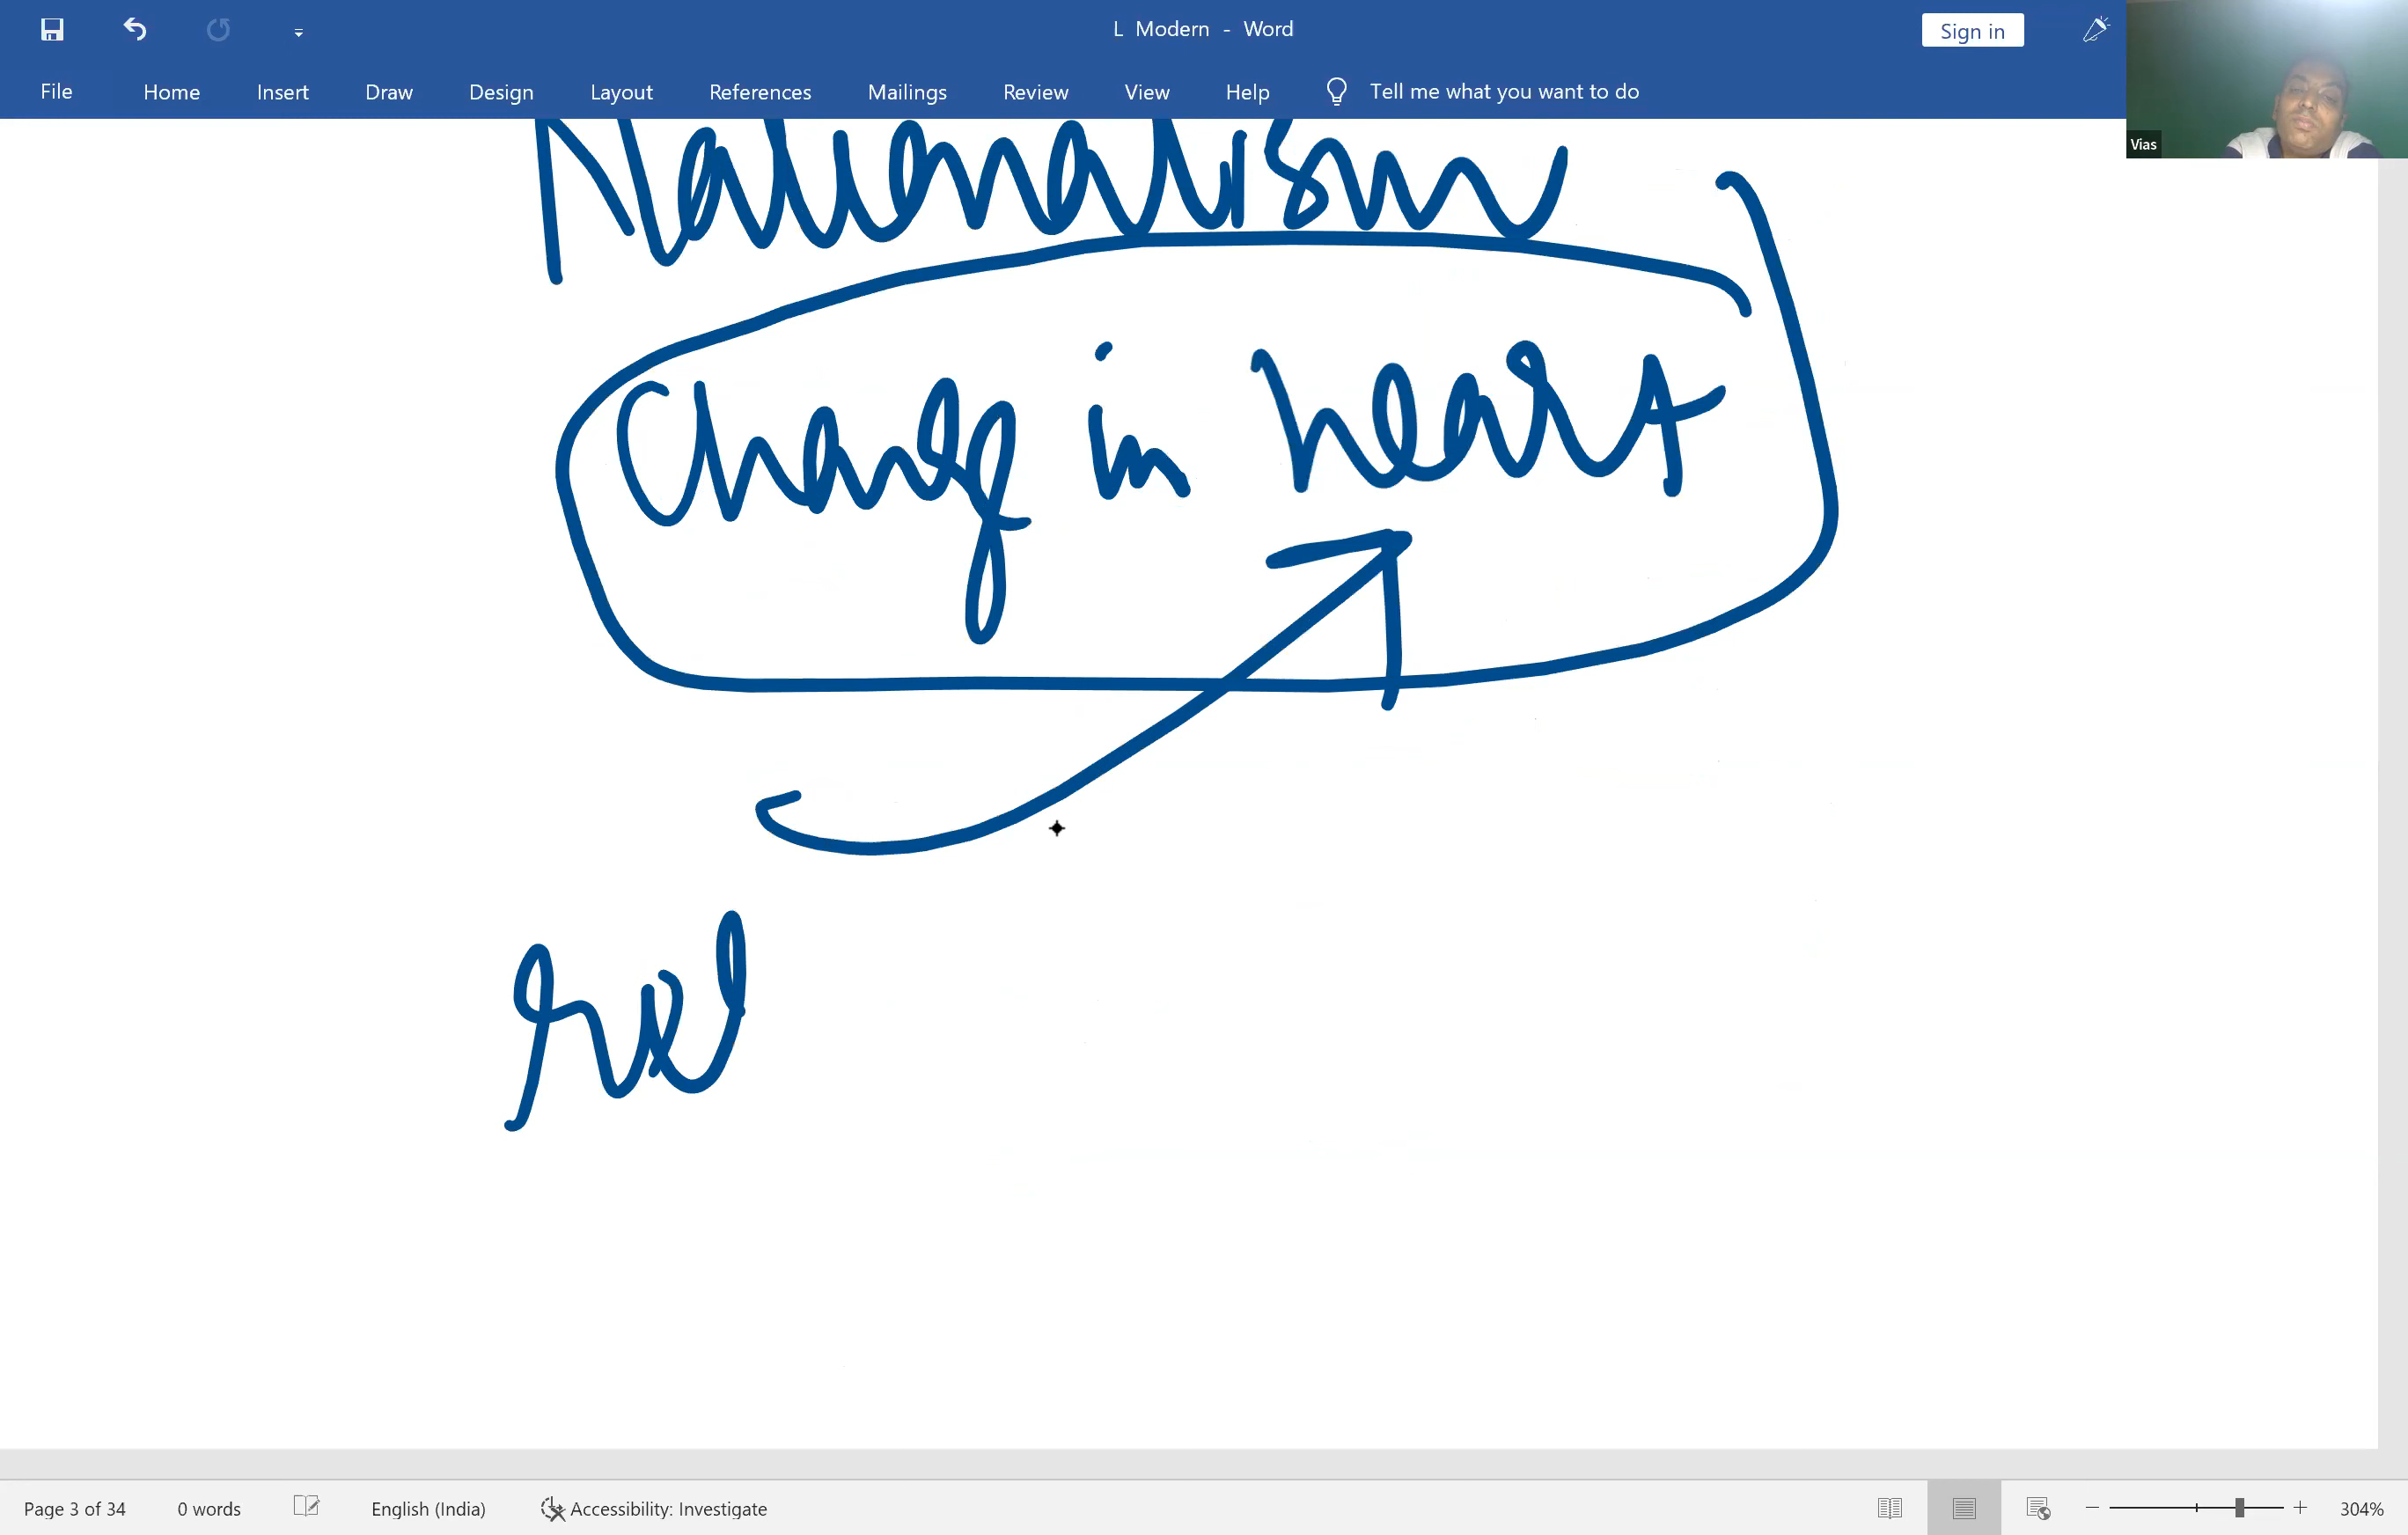 L Modern - Word
Sign in
File Home Insert Draw Design Layout References Mailings Review View Help Tell me what you want to do
Vias
Nationalism
Change in heart
rel
Page 3 of 34 0 words English (India) Accessibility: Investigate 304%